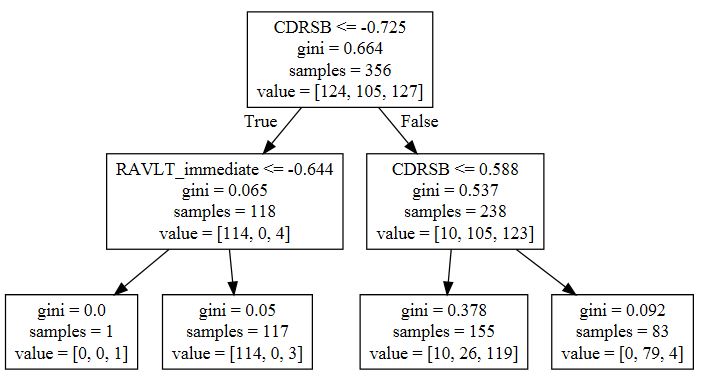 CDRSB <= -0.725
gini = 0.664
samples = 356
value = [124, 105, 127]
True
False
RAVLT_immediate <= -0.644
gini = 0.065
samples = 118
value = [114, 0, 4]
CDRSB <= 0.588
gini = 0.537
samples = 238
value = [10, 105, 123]
gini = 0.0
samples = 1
value = [0, 0, 1]
gini = 0.05
samples = 117
value = [114, 0, 3]
gini = 0.378
samples = 155
value = [10, 26, 119]
gini = 0.092
samples = 83
value = [0, 79, 4]